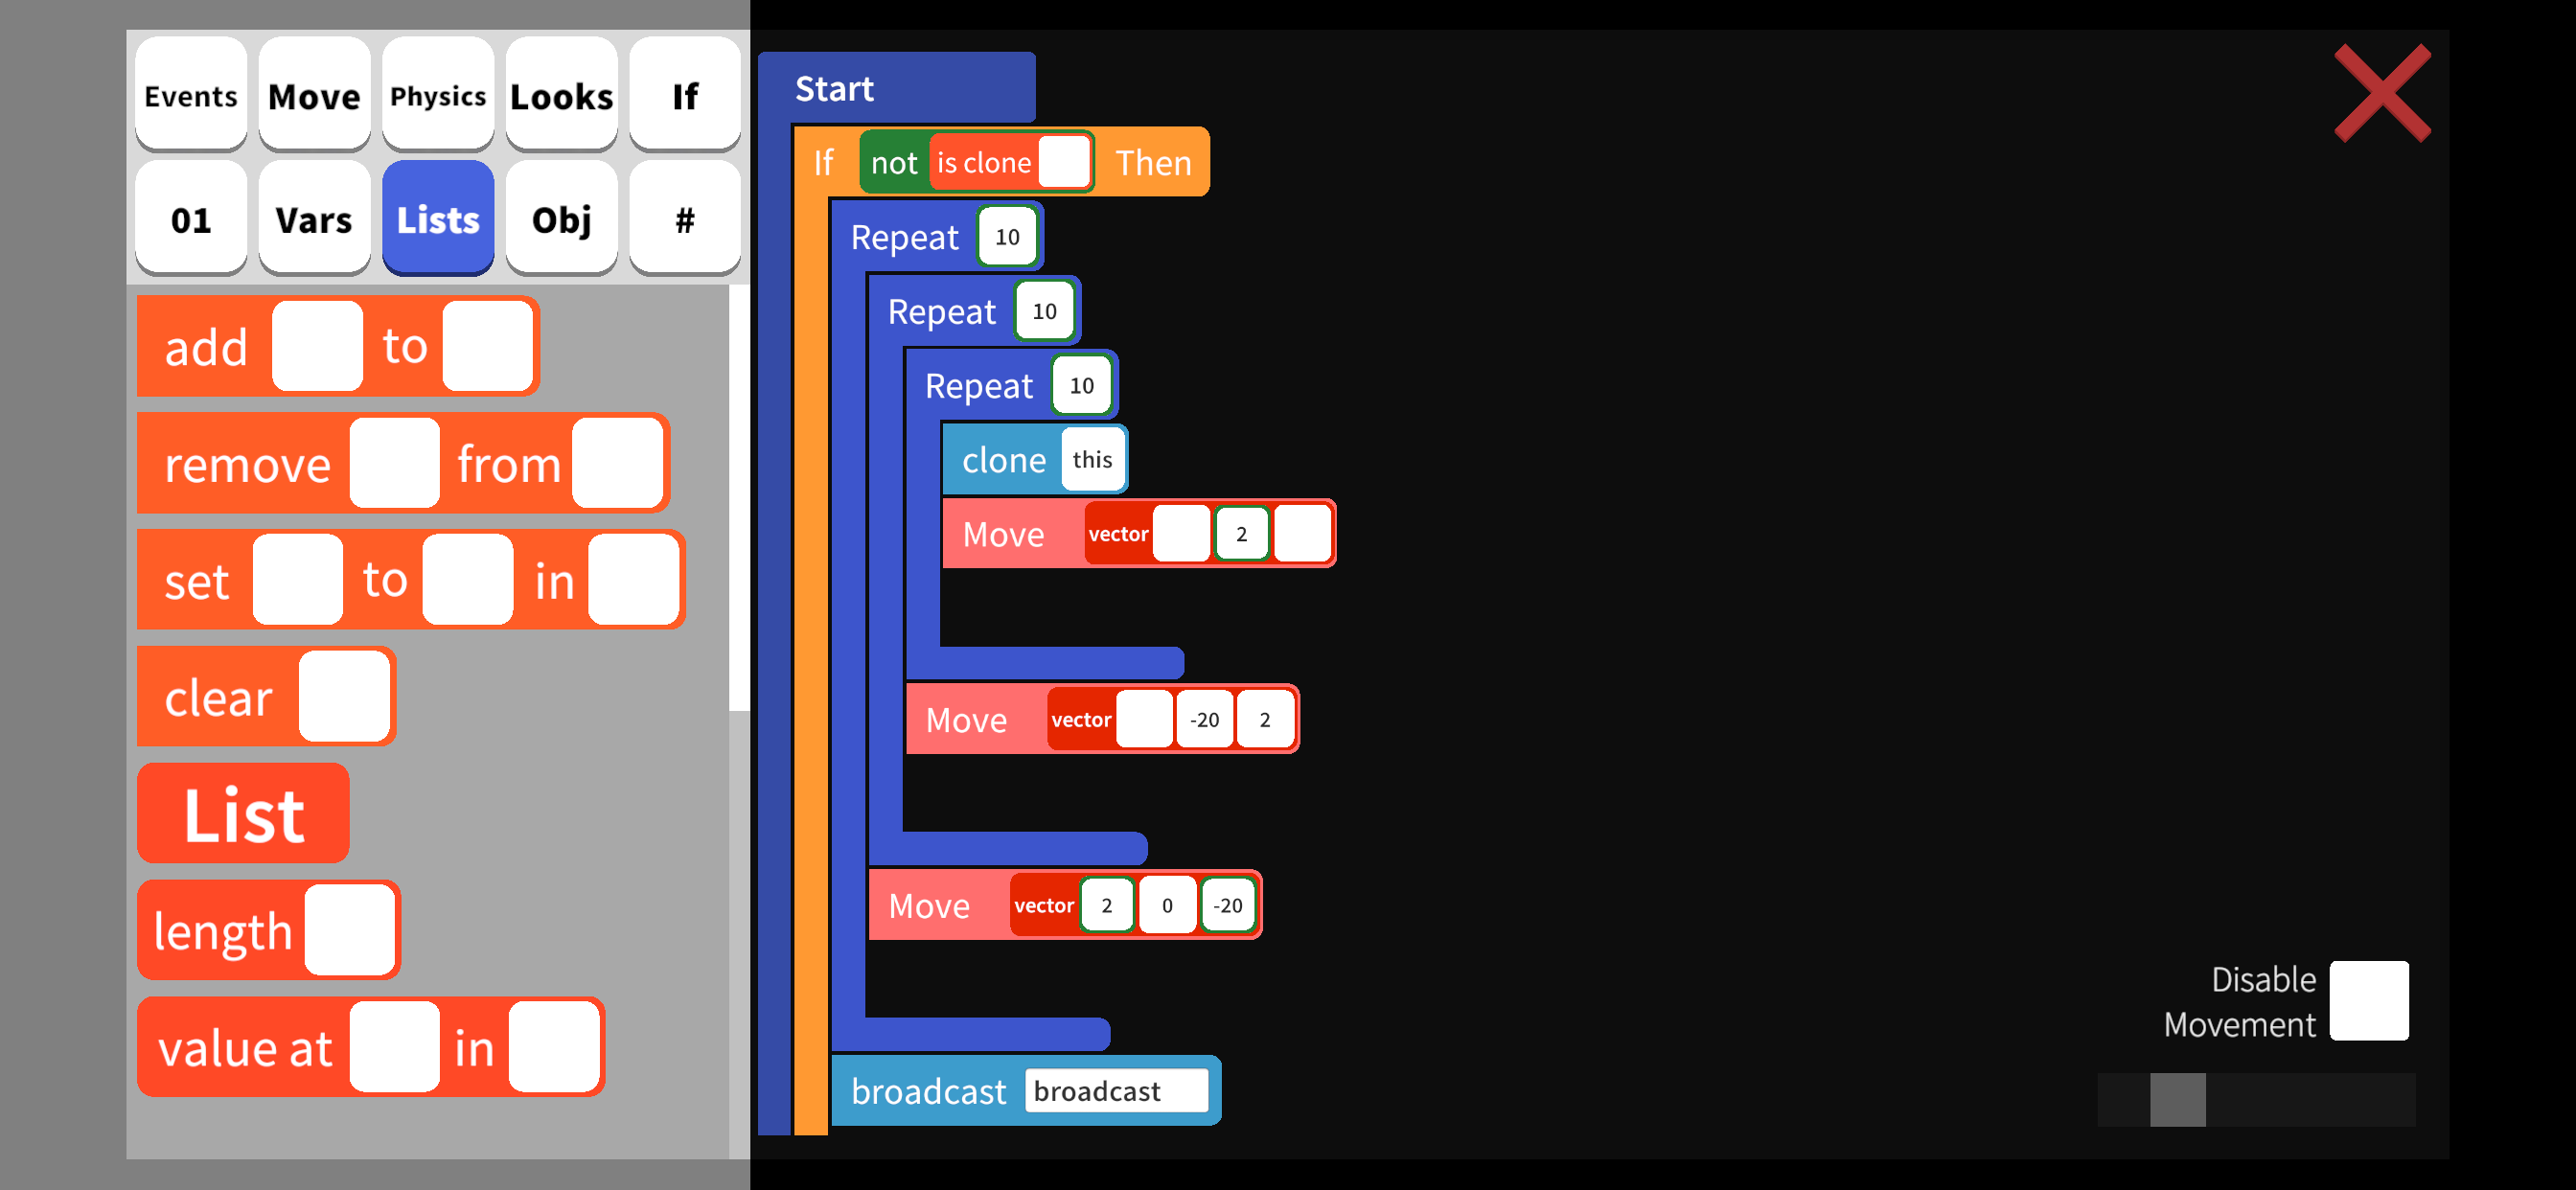 Events Move Physics Looks If
01 Vars Lists Obj #
add to
remove from
set to in
clear
List
length
value at in
Start
If not is clone Then
Repeat 10
Repeat 10
Repeat 10
clone this
Move vector 2
Move vector -20 2
Move vector 2 0 -20
broadcast broadcast
Disable
Movement